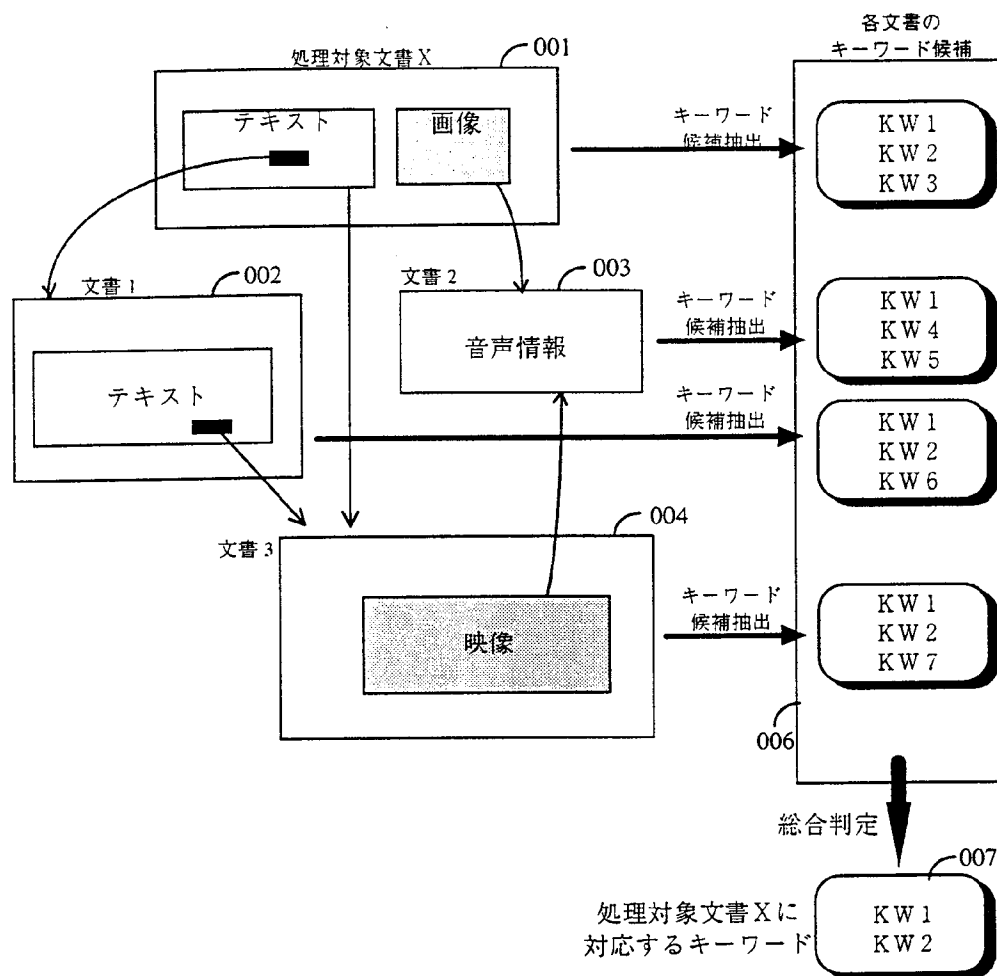 各文書の
キーワード候補
処理対象文書X
001
テキスト
画像
キーワード
候補抽出
KW1
KW2
KW3
文書1
002
文書2
003
音声情報
キーワード
候補抽出
KW1
KW4
KW5
テキスト
キーワード
候補抽出
KW1
KW2
KW6
文書3
004
映像
キーワード
候補抽出
KW1
KW2
KW7
006
総合判定
007
処理対象文書Xに
対応するキーワード
KW1
KW2